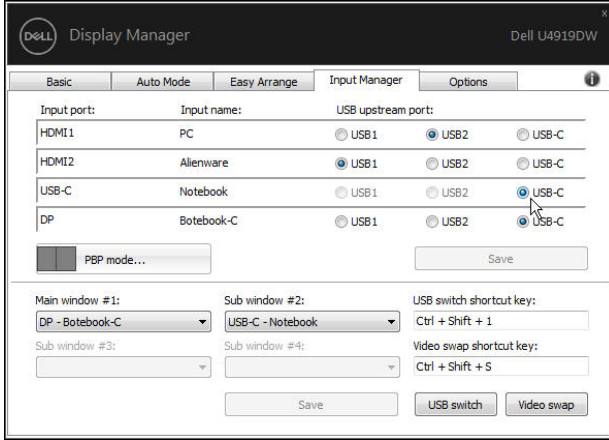 DELL Display Manager Dell U4919DW
Basic Auto Mode Easy Arrange Input Manager Options
Input port: Input name: USB upstream port:
HDMI1 PC USB1 USB2 USB-C
HDMI2 Alienware USB1 USB2 USB-C
USB-C Notebook USB1 USB2 USB-C
DP Botebook-C USB1 USB2 USB-C
PBP mode... Save
Main window #1: Sub window #2: USB switch shortcut key:
DP - Botebook-C USB-C - Notebook Ctrl + Shift + 1
Sub window #3: Sub window #4: Video swap shortcut key:
Ctrl + Shift + S
Save USB switch Video swap